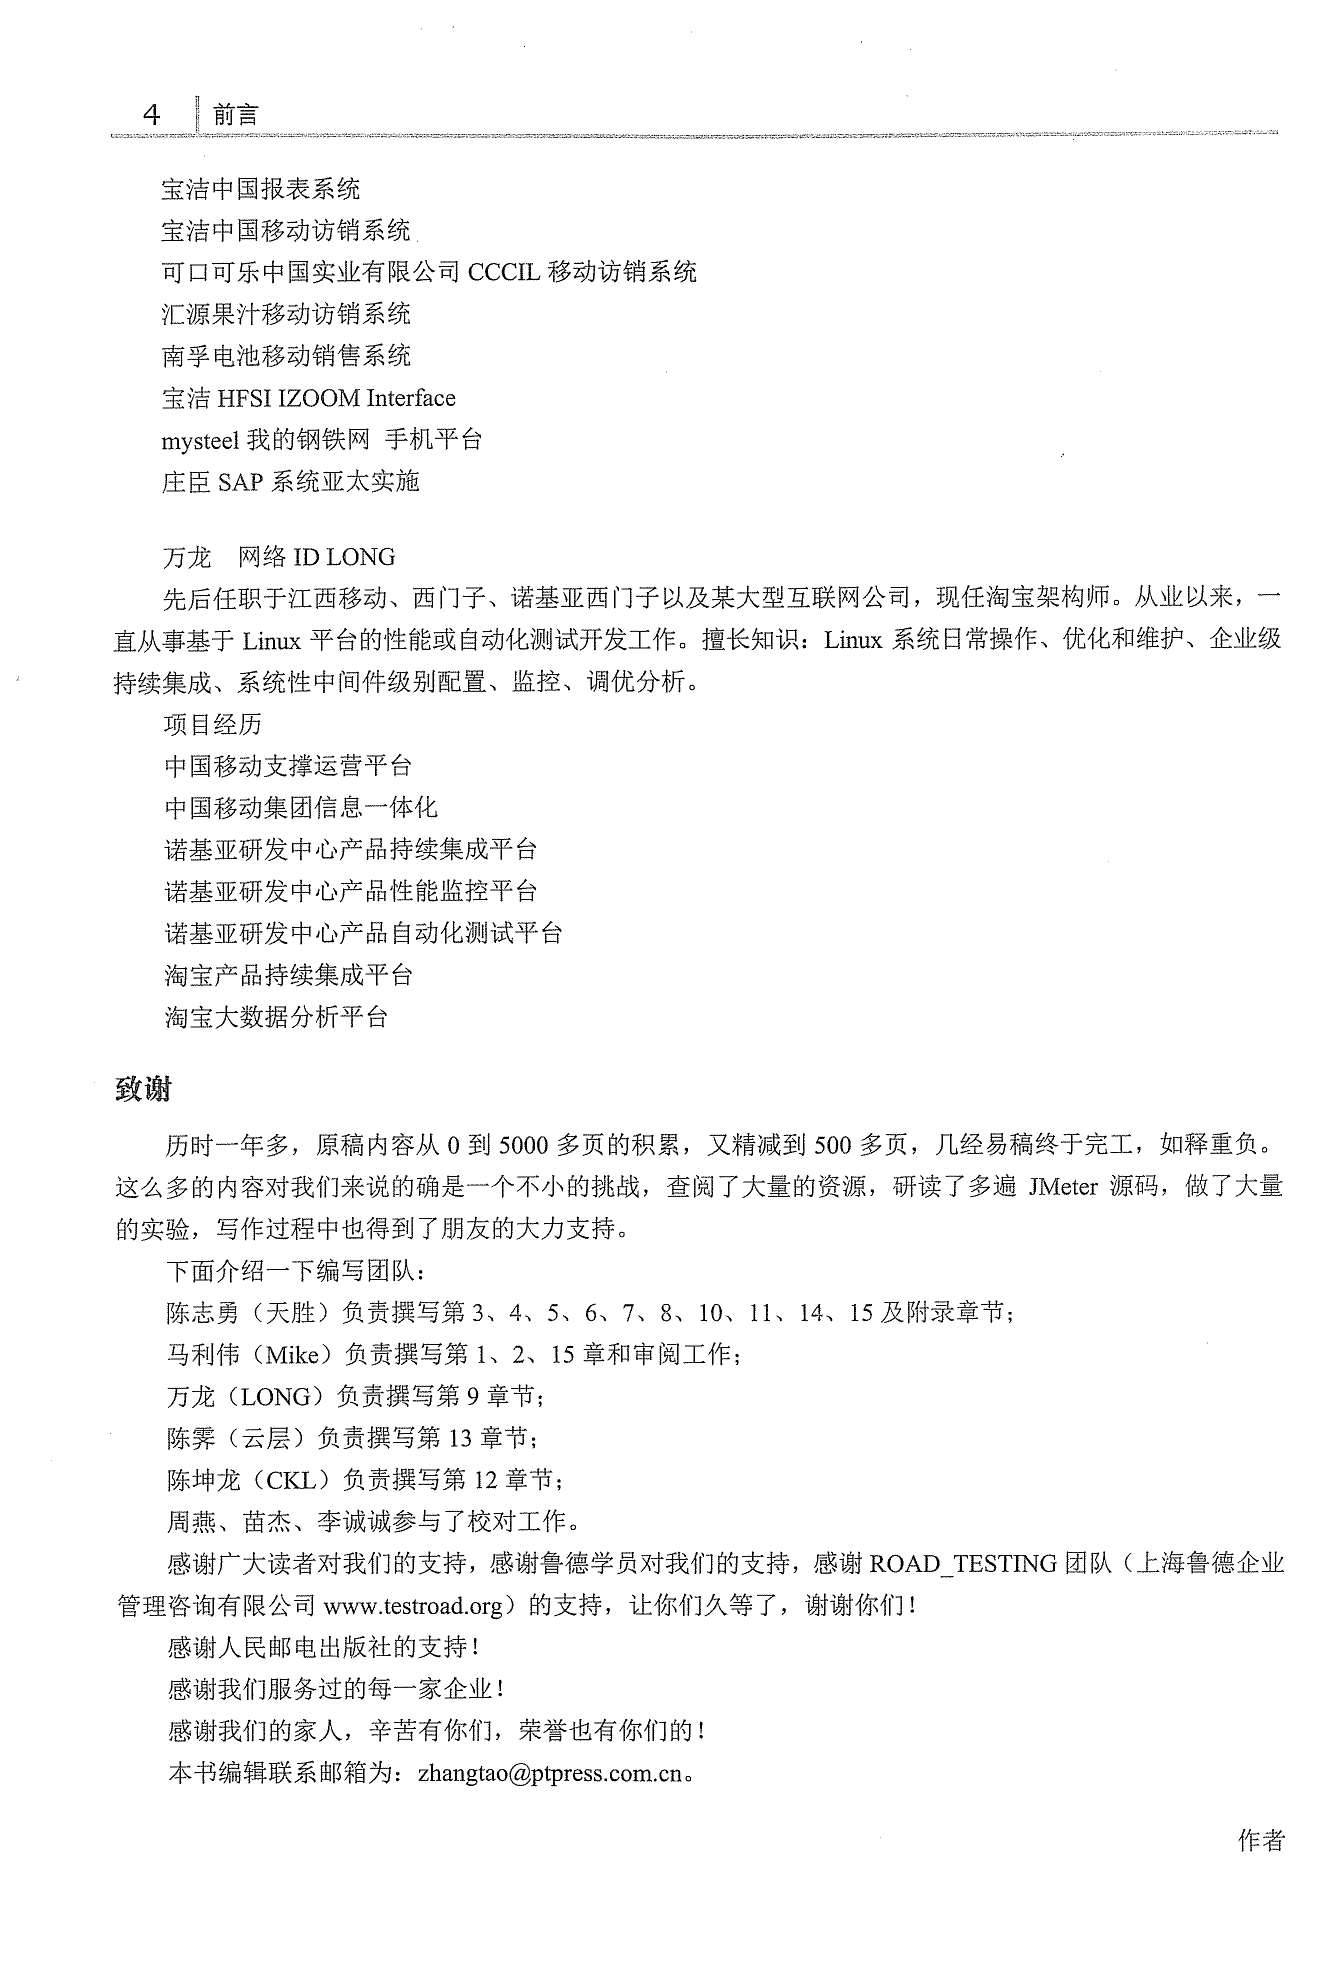 4 前言
宝洁中国报表系统
宝洁中国移动访销系统
可口可乐中国实业有限公司 CCCIL 移动访销系统
汇源果汁移动访销系统
南孚电池移动销售系统
宝洁 HFSI IZOOM Interface
mysteel 我的钢铁网 手机平台
庄臣 SAP 系统亚太实施
万龙 网络 ID LONG
先后任职于江西移动、西门子、诺基亚西门子以及某大型互联网公司，现任淘宝架构师。从业以来，一
直从事基于 Linux 平台的性能或自动化测试开发工作。擅长知识：Linux 系统日常操作、优化和维护、企业级
持续集成、系统性中间件级别配置、监控、调优分析。
项目经历
中国移动支撑运营平台
中国移动集团信息一体化
诺基亚研发中心产品持续集成平台
诺基亚研发中心产品性能监控平台
诺基亚研发中心产品自动化测试平台
淘宝产品持续集成平台
淘宝大数据分析平台
致谢
历时一年多，原稿内容从 0 到 5000 多页的积累，又精减到 500 多页，几经易稿终于完工，如释重负。
这么多的内容对我们来说的确是一个不小的挑战，查阅了大量的资源，研读了多遍 JMeter 源码，做了大量
的实验，写作过程中也得到了朋友的大力支持。
下面介绍一下编写团队：
陈志勇（天胜）负责撰写第 3、4、5、6、7、8、10、11、14、15 及附录章节；
马利伟（Mike）负责撰写第 1、2、15 章和审阅工作；
万龙（LONG）负责撰写第 9 章节；
陈霁（云层）负责撰写第 13 章节；
陈坤龙（CKL）负责撰写第 12 章节；
周燕、苗杰、李诚诚参与了校对工作。
感谢广大读者对我们的支持，感谢鲁德学员对我们的支持，感谢 ROAD_TESTING 团队（上海鲁德企业
管理咨询有限公司 www.testroad.org）的支持，让你们久等了，谢谢你们！
感谢人民邮电出版社的支持！
感谢我们服务过的每一家企业！
感谢我们的家人，辛苦有你们，荣誉也有你们的！
本书编辑联系邮箱为：zhangtao@ptpress.com.cn。
作者